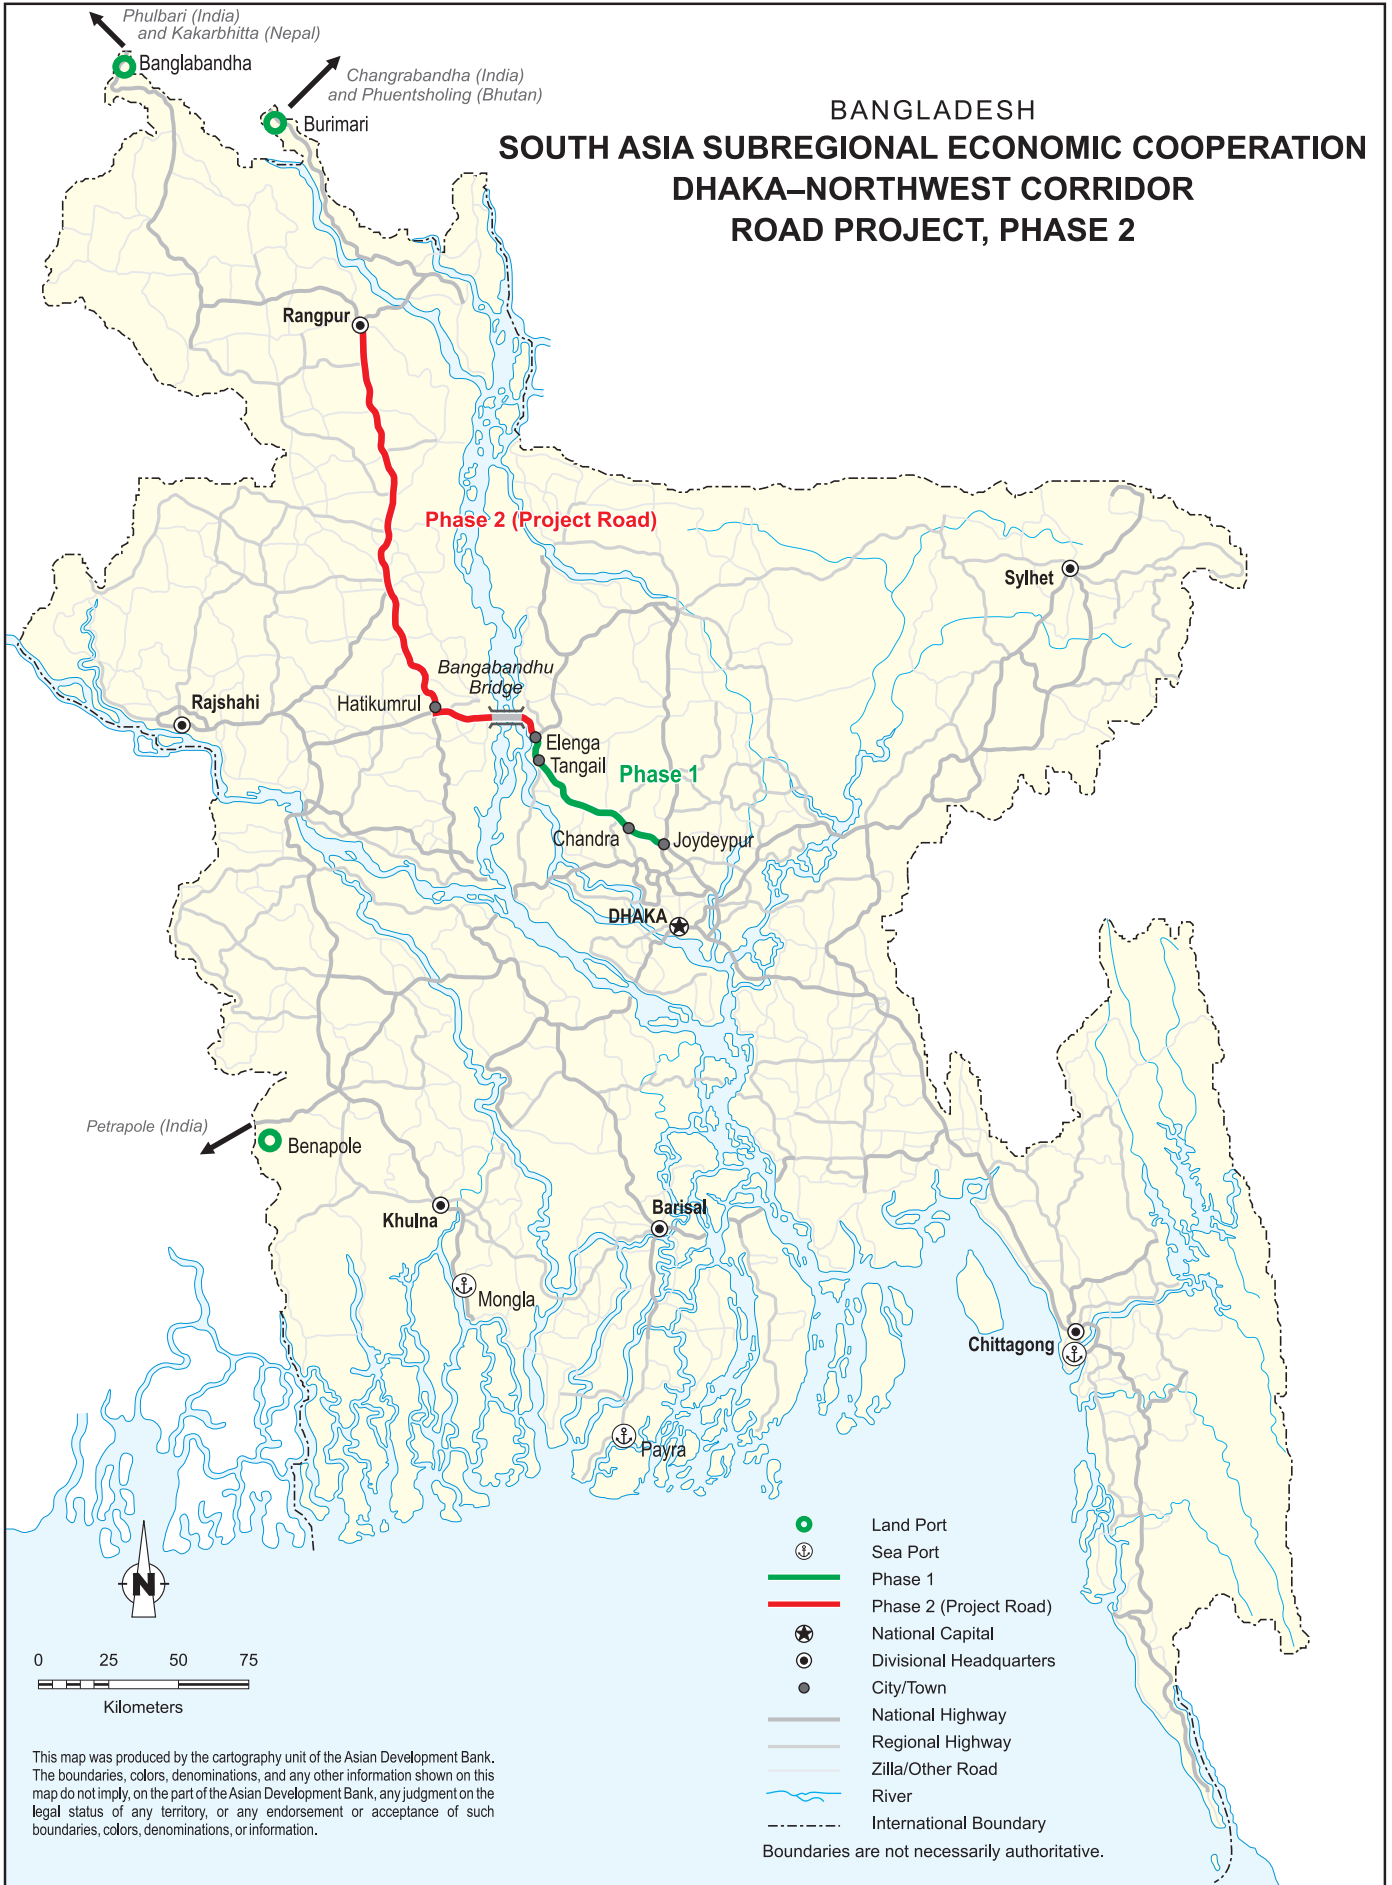 Phulbari (India)
and Kakarbhitta (Nepal)
Banglabandha
Changrabandha (India)
and Phuentsholing (Bhutan)
Burimari
BANGLADESH
SOUTH ASIA SUBREGIONAL ECONOMIC COOPERATION
DHAKA–NORTHWEST CORRIDOR
ROAD PROJECT, PHASE 2
Rangpur
Phase 2 (Project Road)
Sylhet
Bangabandhu
Bridge
Rajshahi
Hatikumrul
Elenga
Tangail
Phase 1
Chandra
Joydeypur
DHAKA
Petrapole (India)
Benapole
Khulna
Barisal
Mongla
Chittagong
Payra
N
0 25 50 75
Kilometers
Land Port
Sea Port
Phase 1
Phase 2 (Project Road)
National Capital
Divisional Headquarters
City/Town
National Highway
Regional Highway
Zilla/Other Road
River
International Boundary
Boundaries are not necessarily authoritative.
This map was produced by the cartography unit of the Asian Development Bank.
The boundaries, colors, denominations, and any other information shown on this
map do not imply, on the part of the Asian Development Bank, any judgment on the
legal status of any territory, or any endorsement or acceptance of such
boundaries, colors, denominations, or information.